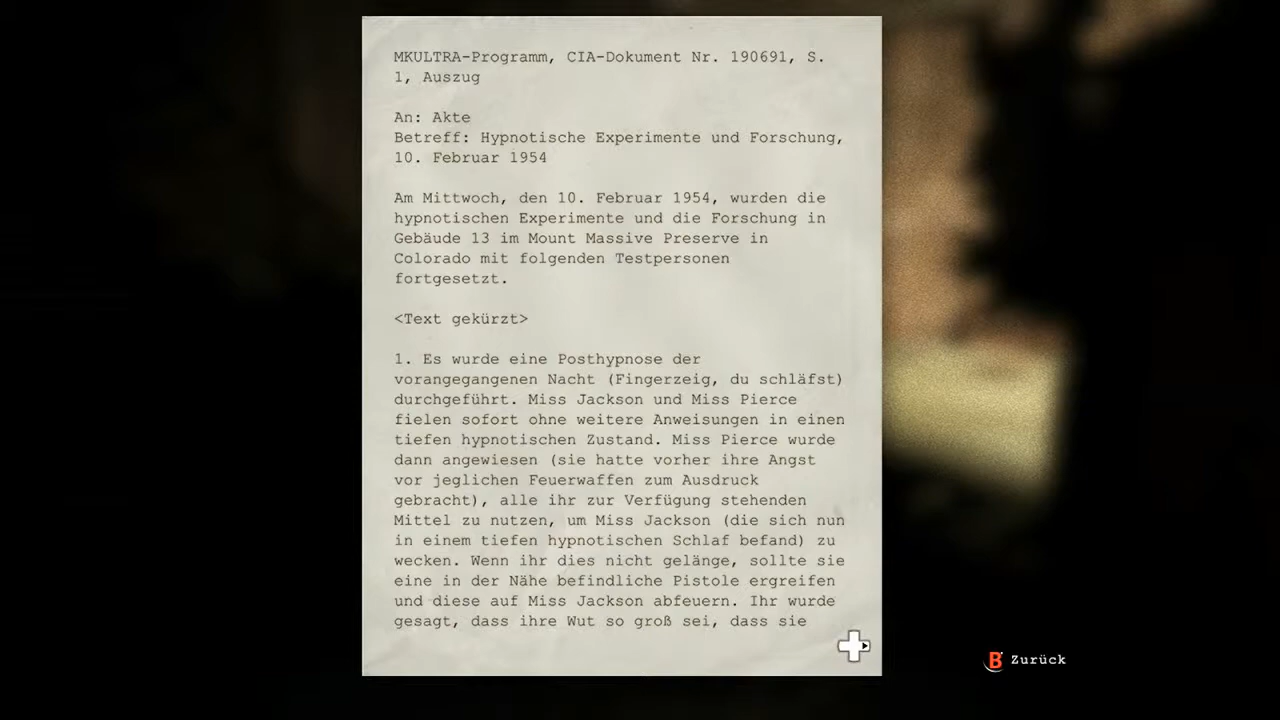 MKULTRA-Programm, CIA-Dokument Nr. 190691, S.
1, Auszug
An: Akte
Betreff: Hypnotische Experimente und Forschung,
10. Februar 1954
Am Mittwoch, den 10. Februar 1954, wurden die
hypnotischen Experimente und die Forschung in
Gebäude 13 im Mount Massive Preserve in
Colorado mit folgenden Testpersonen
fortgesetzt.
<Text gekürzt>
1. Es wurde eine Posthypnose der
vorangegangenen Nacht (Fingerzeig, du schläfst)
durchgeführt. Miss Jackson und Miss Pierce
fielen sofort ohne weitere Anweisungen in einen
tiefen hypnotischen Zustand. Miss Pierce wurde
dann angewiesen (sie hatte vorher ihre Angst
vor jeglichen Feuerwaffen zum Ausdruck
gebracht), alle ihr zur Verfügung stehenden
Mittel zu nutzen, um Miss Jackson (die sich nun
in einem tiefen hypnotischen Schlaf befand) zu
wecken. Wenn ihr dies nicht gelänge, sollte sie
eine in der Nähe befindliche Pistole ergreifen
und diese auf Miss Jackson abfeuern. Ihr wurde
gesagt, dass ihre Wut so groß sei, dass sie
B Zurück